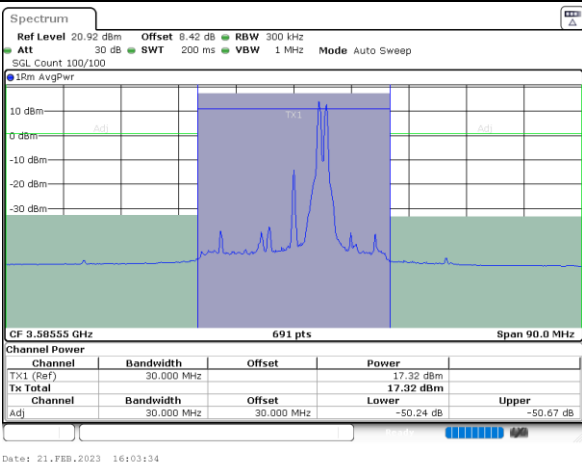 Spectrum
Ref Level 20.92 dBm Offset 8.42 dB RBW 300 kHz
Att 30 dB SWT 200 ms VBW 1 MHz Mode Auto Sweep
SGL Count 100/100
1Rm AvgPwr
10 dBm
TX1
Adj Adj
0 dBm
-10 dBm
-20 dBm
-30 dBm
CF 3.58555 GHz 691 pts Span 90.0 MHz
Channel Power
Channel Bandwidth Offset Power
TX1 (Ref) 30.000 MHz 17.32 dBm
Tx Total 17.32 dBm
Channel Bandwidth Offset Lower Upper
Adj 30.000 MHz 30.000 MHz -50.24 dB -50.67 dB
Ready
Date: 21.FEB.2023 16:03:34